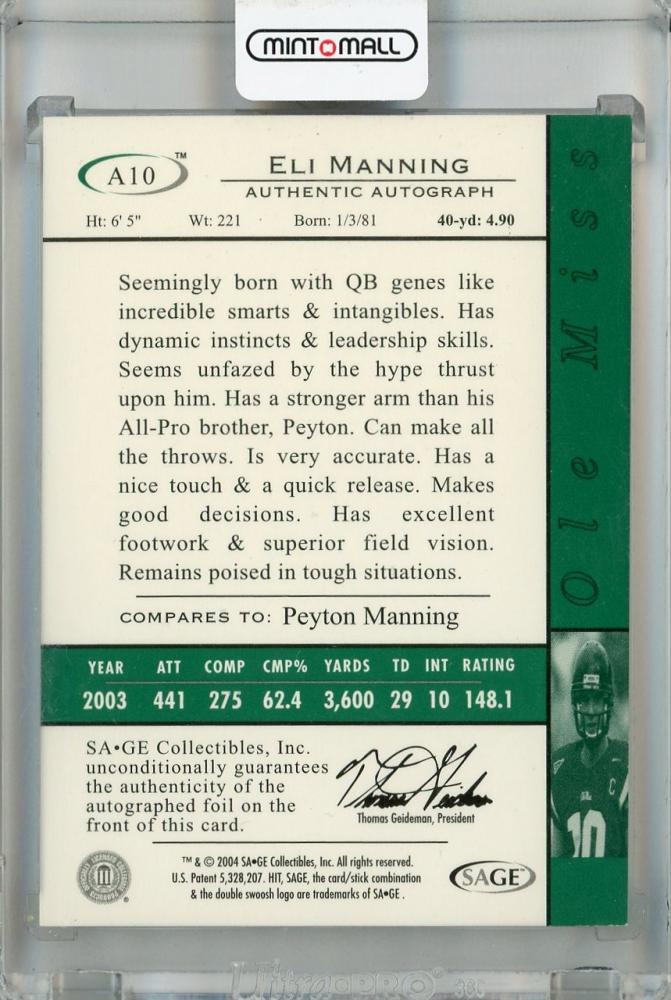 MINT MALL
A10™
ELI MANNING
AUTHENTIC AUTOGRAPH
Ht: 6' 5" Wt: 221 Born: 1/3/81 40-yd: 4.90
Seemingly born with QB genes like
incredible smarts & intangibles. Has
dynamic instincts & leadership skills.
Seems unfazed by the hype thrust
upon him. Has a stronger arm than his
All-Pro brother, Peyton. Can make all
the throws. Is very accurate. Has a
nice touch & a quick release. Makes
good decisions. Has excellent
footwork & superior field vision.
Remains poised in tough situations.
COMPARES TO: Peyton Manning
YEAR ATT COMP CMP% YARDS TD INT RATING
2003 441 275 62.4 3,600 29 10 148.1
SA•GE Collectibles, Inc.
unconditionally guarantees
the authenticity of the
autographed foil on the
front of this card.
Thomas Geideman, President
™ & © 2004 SA•GE Collectibles, Inc. All rights reserved.
U.S. Patent 5,328,207. HIT, SAGE, the card/stick combination
& the double swoosh logo are trademarks of SA•GE .
SAGE™
Ole Miss
C
10
Ultra•PRO®